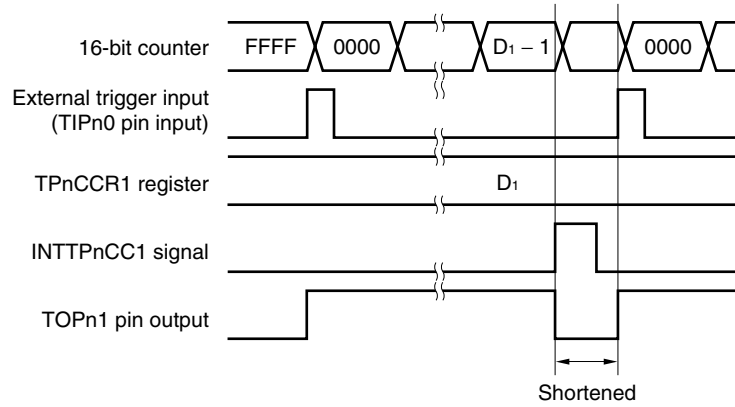 16-bit counter FFFF 0000 D1 − 1 0000
External trigger input
(TIPn0 pin input)
TPnCCR1 register D1
INTTPnCC1 signal
TOPn1 pin output
Shortened